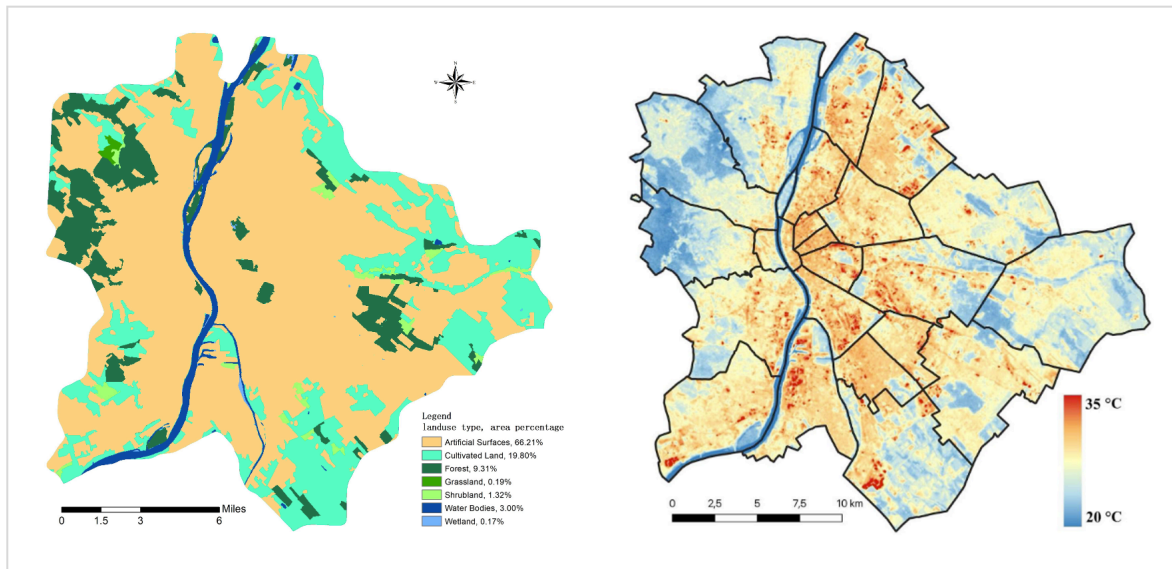 N
W
E
S
Legend
landuse type, area percentage
Artificial Surfaces, 66.21%
Cultivated Land, 19.80%
Forest, 9.31%
Grassland, 0.19%
Shrubland, 1.32%
Water Bodies, 3.00%
Wetland, 0.17%
Miles
0 1.5 3 6
35 °C
20 °C
0 2,5 5 7,5 10 km